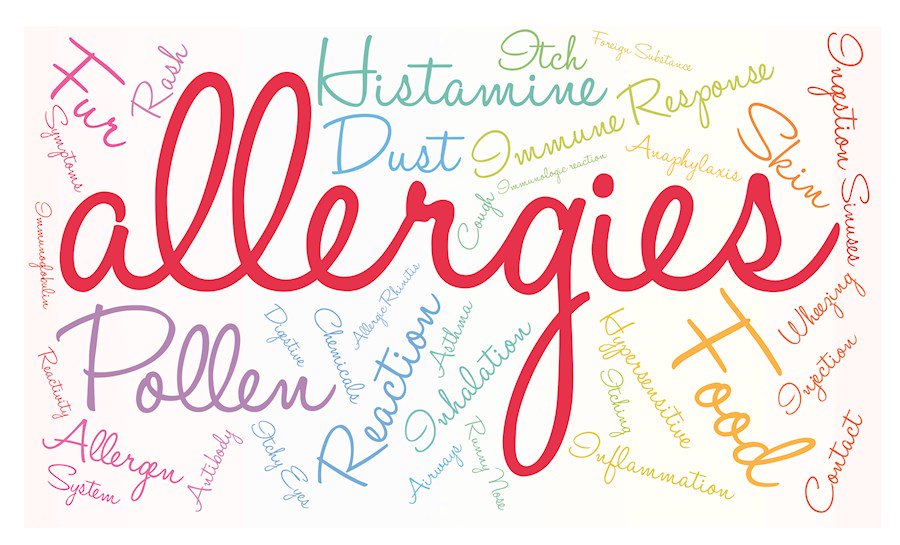 Fur
Rash
Histamine
Itch
Foreign Substance
Ingestion
Symptoms
Dust
Immune Response
Skin
Immunologic reaction
Anaphylaxis
allergies
Cough
Sinuses
Immunoglobulin
Pollen
Digestive
Chemicals
Allergic Rhinitis
Reaction
Asthma
Inhalation
Hypersensitive
Food
Wheezing
Reactivity
Itching
Injection
Allergen
System
Antibody
Itchy Eyes
Airways
Runny Nose
Inflammation
Contact